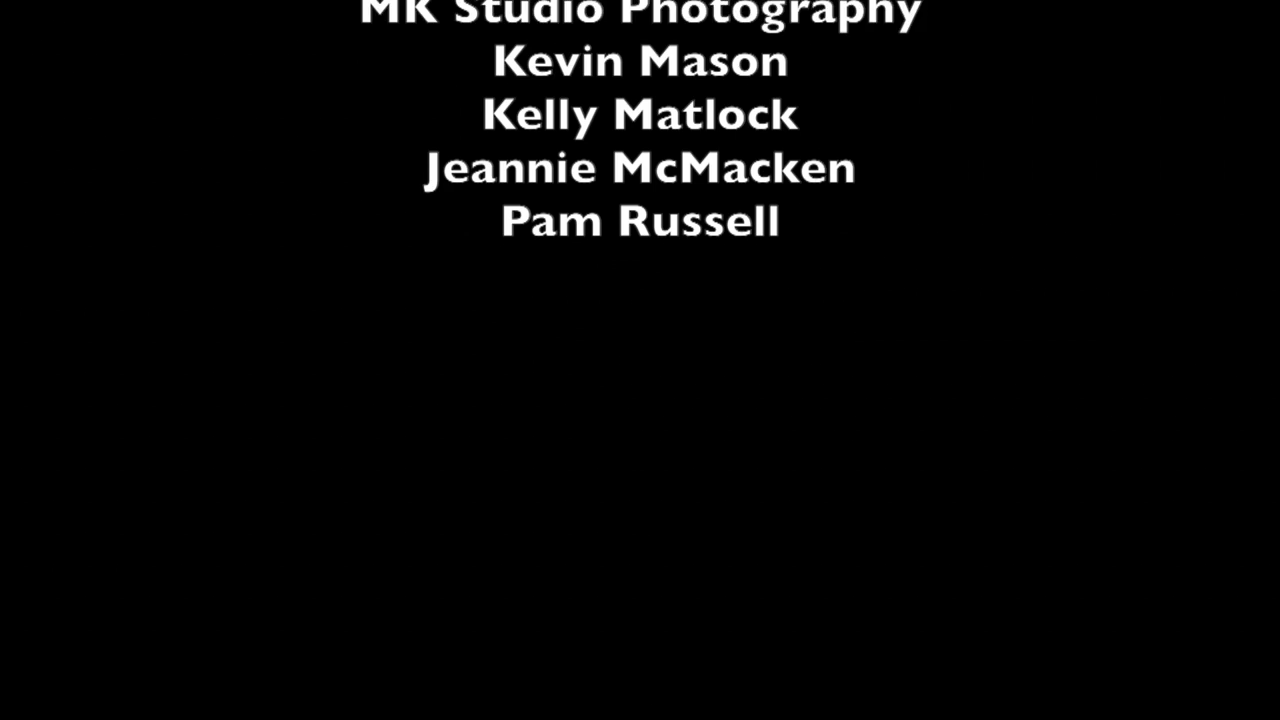 MK Studio Photography
Kevin Mason
Kelly Matlock
Jeannie McMacken
Pam Russell